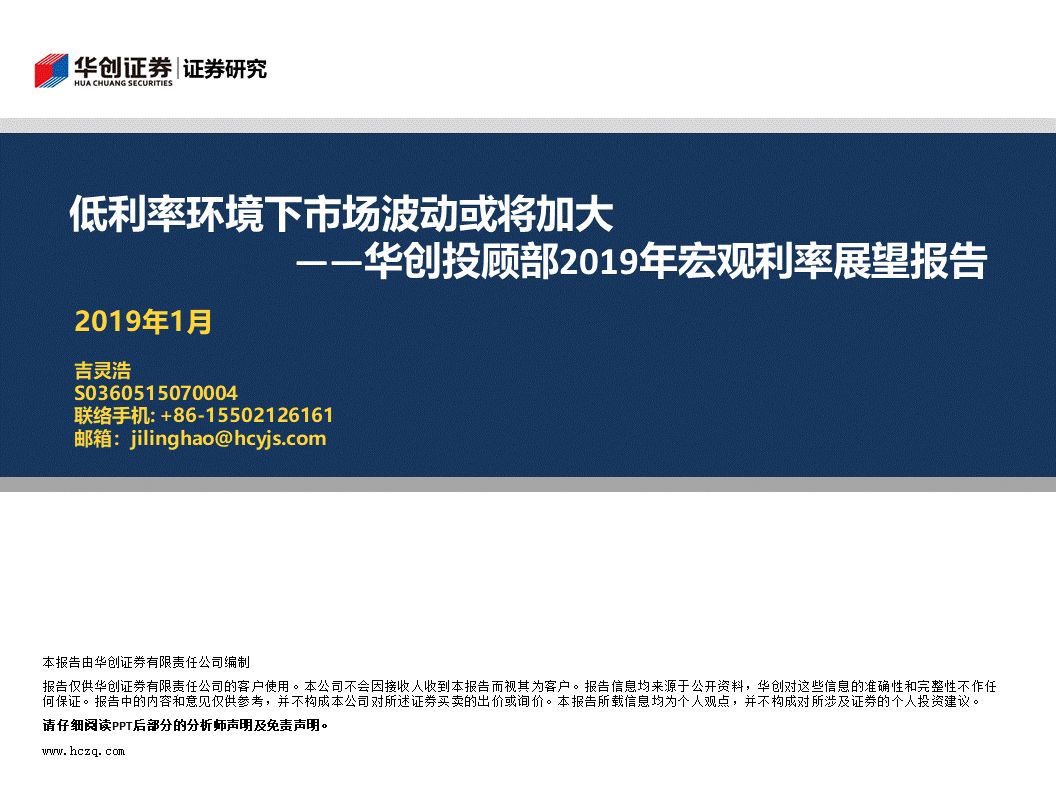 华创证券 证券研究
HUA CHUANG SECURITIES
低利率环境下市场波动或将加大
——华创投顾部2019年宏观利率展望报告
2019年1月
吉灵浩
S0360515070004
联络手机: +86-15502126161
邮箱：jilinghao@hcyjs.com
本报告由华创证券有限责任公司编制
报告仅供华创证券有限责任公司的客户使用。本公司不会因接收人收到本报告而视其为客户。报告信息均来源于公开资料，华创对这些信息的准确性和完整性不作任
何保证。报告中的内容和意见仅供参考，并不构成本公司对所述证券买卖的出价或询价。本报告所载信息均为个人观点，并不构成对所涉及证券的个人投资建议。
请仔细阅读PPT后部分的分析师声明及免责声明。
www.hczq.com